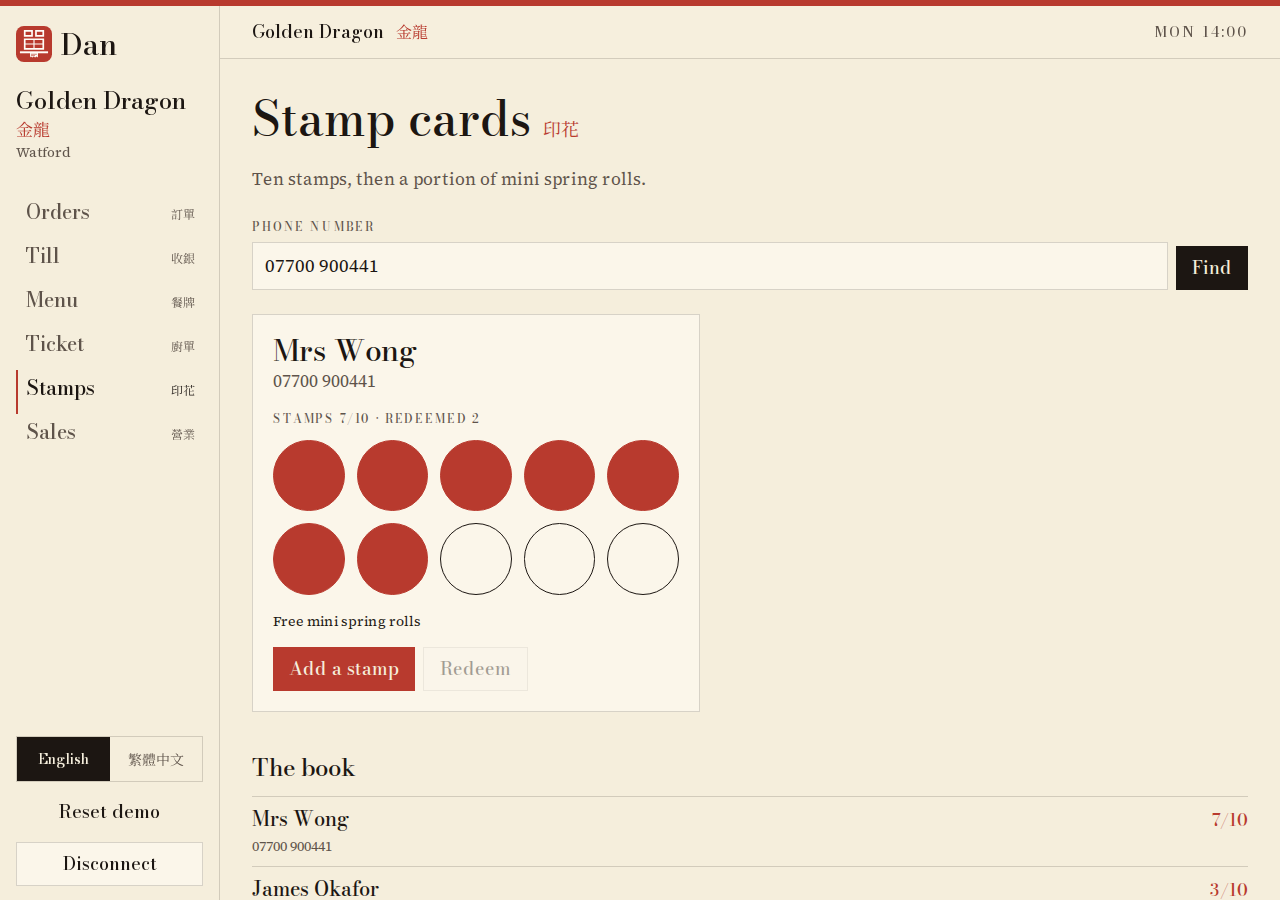 Dan
Golden Dragon
金龍
Watford
Orders 訂單
Till 收銀
Menu 餐牌
Ticket 廚單
Stamps 印花
Sales 營業
English 繁體中文
Reset demo
Disconnect
Golden Dragon 金龍
MON 14:00
Stamp cards 印花
Ten stamps, then a portion of mini spring rolls.
PHONE NUMBER
07700 900441
Find
Mrs Wong
07700 900441
STAMPS 7/10 · REDEEMED 2
Free mini spring rolls
Add a stamp Redeem
The book
Mrs Wong 7/10
07700 900441
James Okafor 3/10